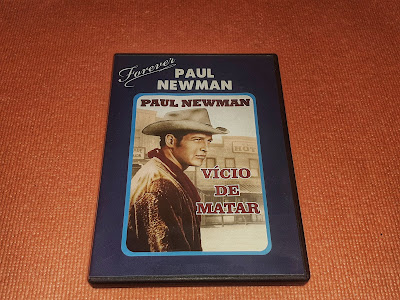 Forever
PAUL
NEWMAN
PAUL NEWMAN
VÍCIO
DE
MATAR